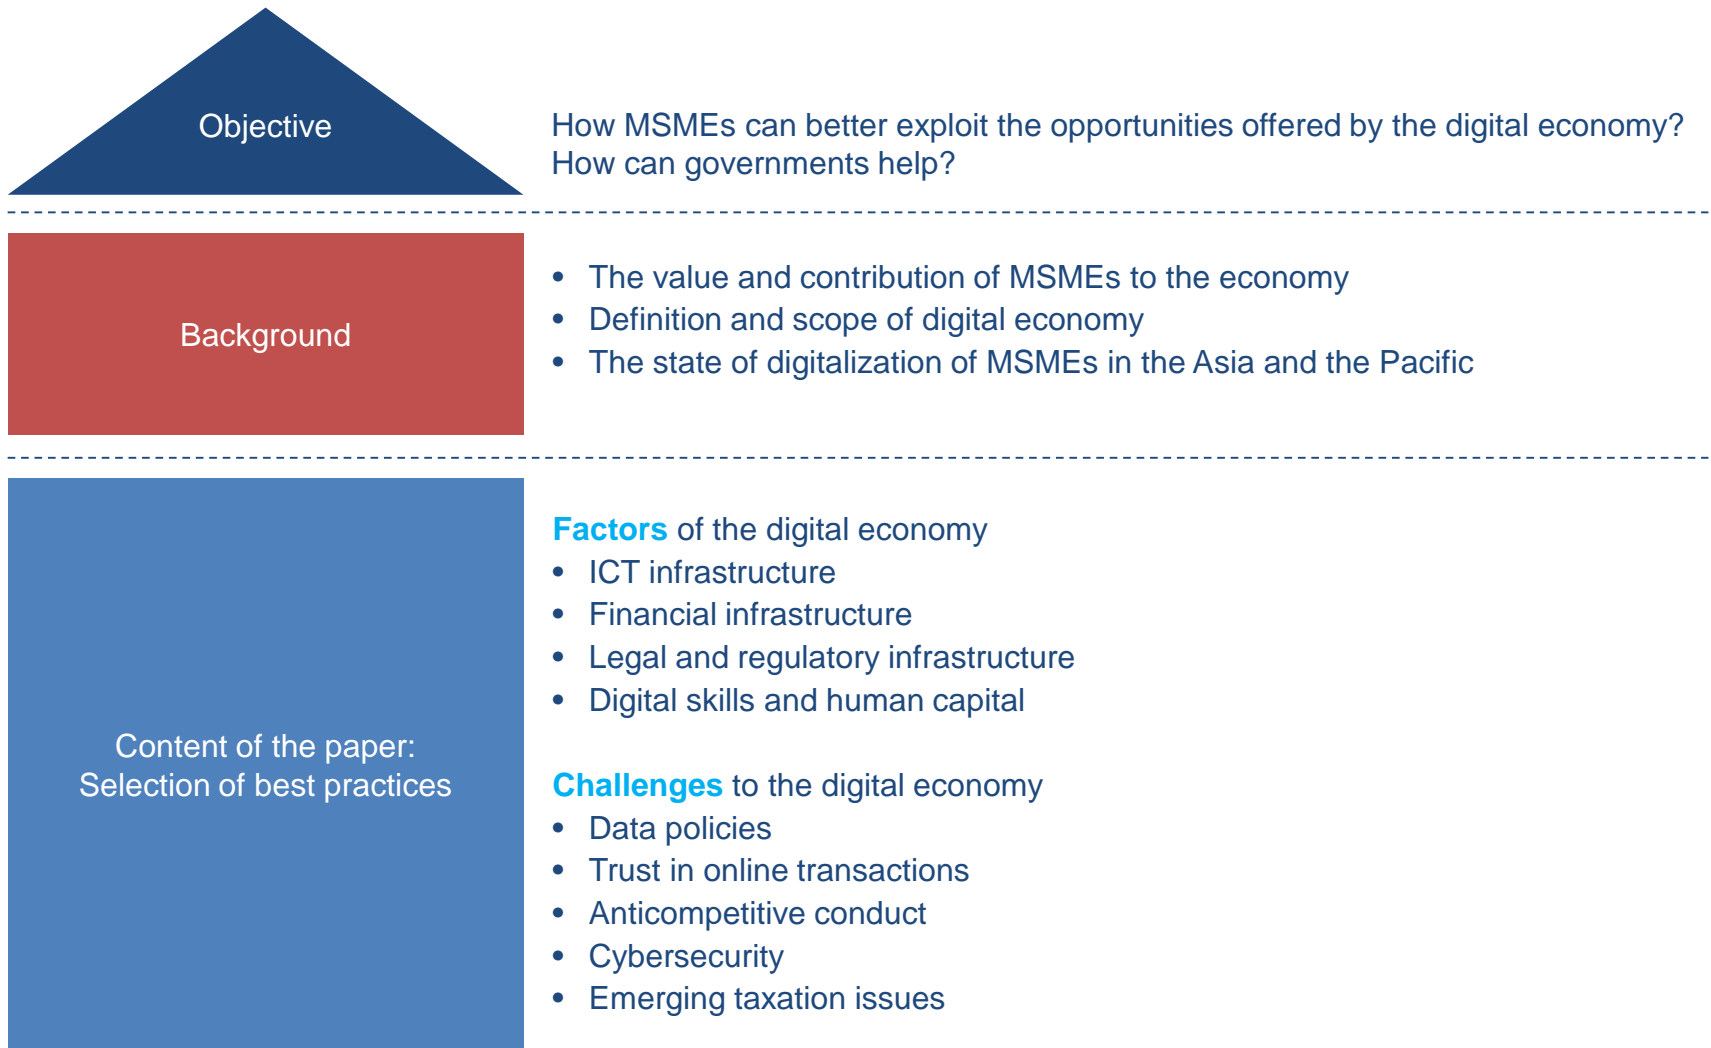 Objective
How MSMEs can better exploit the opportunities offered by the digital economy?
How can governments help?
Background
• The value and contribution of MSMEs to the economy
• Definition and scope of digital economy
• The state of digitalization of MSMEs in the Asia and the Pacific
Content of the paper:
Selection of best practices
Factors of the digital economy
• ICT infrastructure
• Financial infrastructure
• Legal and regulatory infrastructure
• Digital skills and human capital
Challenges to the digital economy
• Data policies
• Trust in online transactions
• Anticompetitive conduct
• Cybersecurity
• Emerging taxation issues